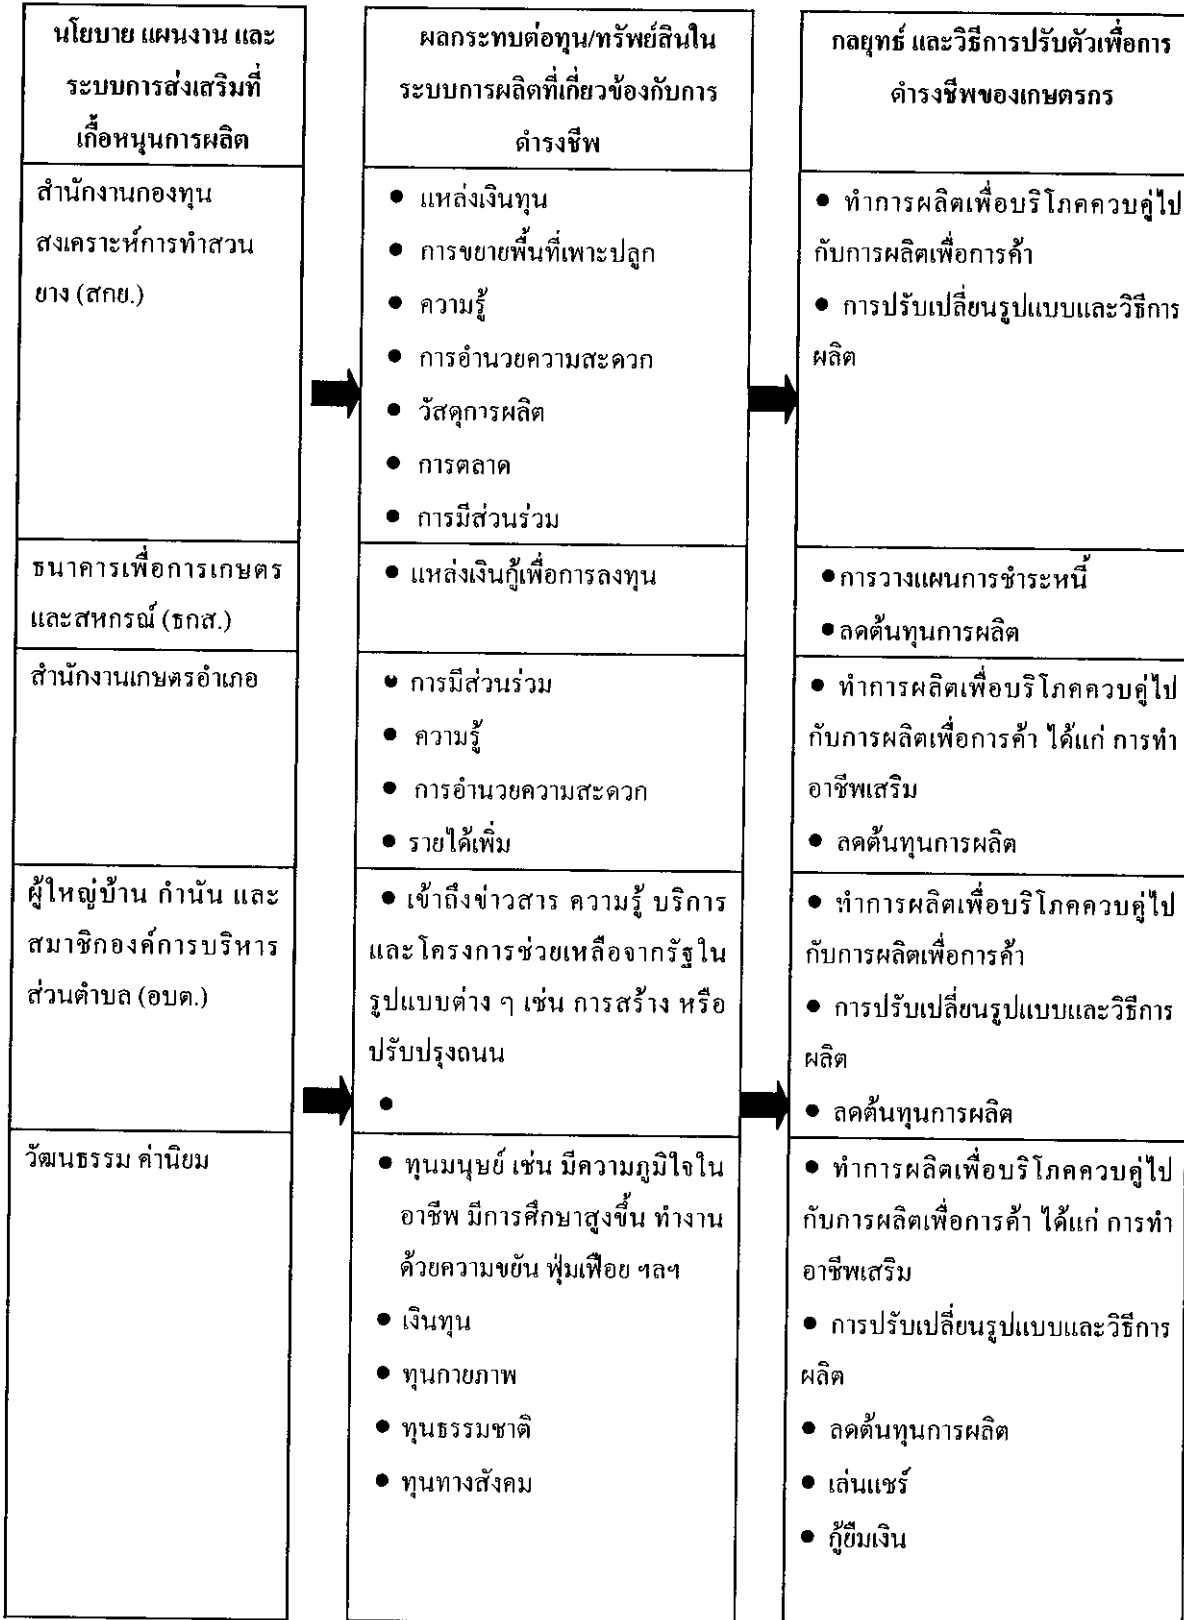 นโยบาย แผนงาน และ
ระบบการส่งเสริมที่
เกื้อหนุนการผลิต
ผลกระทบต่อทุน/ทรัพย์สินใน
ระบบการผลิตที่เกี่ยวข้องกับการ
ดำรงชีพ
กลยุทธ์ และวิธีการปรับตัวเพื่อการ
ดำรงชีพของเกษตรกร
สำนักงานกองทุน
สงเคราะห์การทำสวน
ยาง (สกย.)
● แหล่งเงินทุน
● การขยายพื้นที่เพาะปลูก
● ความรู้
● การอำนวยความสะดวก
● วัสดุการผลิต
● การตลาด
● การมีส่วนร่วม
● ทำการผลิตเพื่อบริโภคควบคู่ไป
กับการผลิตเพื่อการค้า
● การปรับเปลี่ยนรูปแบบและวิธีการ
ผลิต
ธนาคารเพื่อการเกษตร
และสหกรณ์ (ธกส.)
● แหล่งเงินกู้เพื่อการลงทุน
● การวางแผนการชำระหนี้
● ลดต้นทุนการผลิต
สำนักงานเกษตรอำเภอ
● การมีส่วนร่วม
● ความรู้
● การอำนวยความสะดวก
● รายได้เพิ่ม
● ทำการผลิตเพื่อบริโภคควบคู่ไป
กับการผลิตเพื่อการค้า ได้แก่ การทำ
อาชีพเสริม
● ลดต้นทุนการผลิต
ผู้ใหญ่บ้าน กำนัน และ
สมาชิกองค์การบริหาร
ส่วนตำบล (อบต.)
● เข้าถึงข่าวสาร ความรู้ บริการ
และโครงการช่วยเหลือจากรัฐใน
รูปแบบต่าง ๆ เช่น การสร้าง หรือ
ปรับปรุงถนน
●
● ทำการผลิตเพื่อบริโภคควบคู่ไป
กับการผลิตเพื่อการค้า
● การปรับเปลี่ยนรูปแบบและวิธีการ
ผลิต
● ลดต้นทุนการผลิต
วัฒนธรรม ค่านิยม
● ทุนมนุษย์ เช่น มีความภูมิใจใน
อาชีพ มีการศึกษาสูงขึ้น ทำงาน
ด้วยความขยัน ฟุ่มเฟือย ฯลฯ
● เงินทุน
● ทุนกายภาพ
● ทุนธรรมชาติ
● ทุนทางสังคม
● ทำการผลิตเพื่อบริโภคควบคู่ไป
กับการผลิตเพื่อการค้า ได้แก่ การทำ
อาชีพเสริม
● การปรับเปลี่ยนรูปแบบและวิธีการ
ผลิต
● ลดต้นทุนการผลิต
● เล่นแชร์
● กู้ยืมเงิน